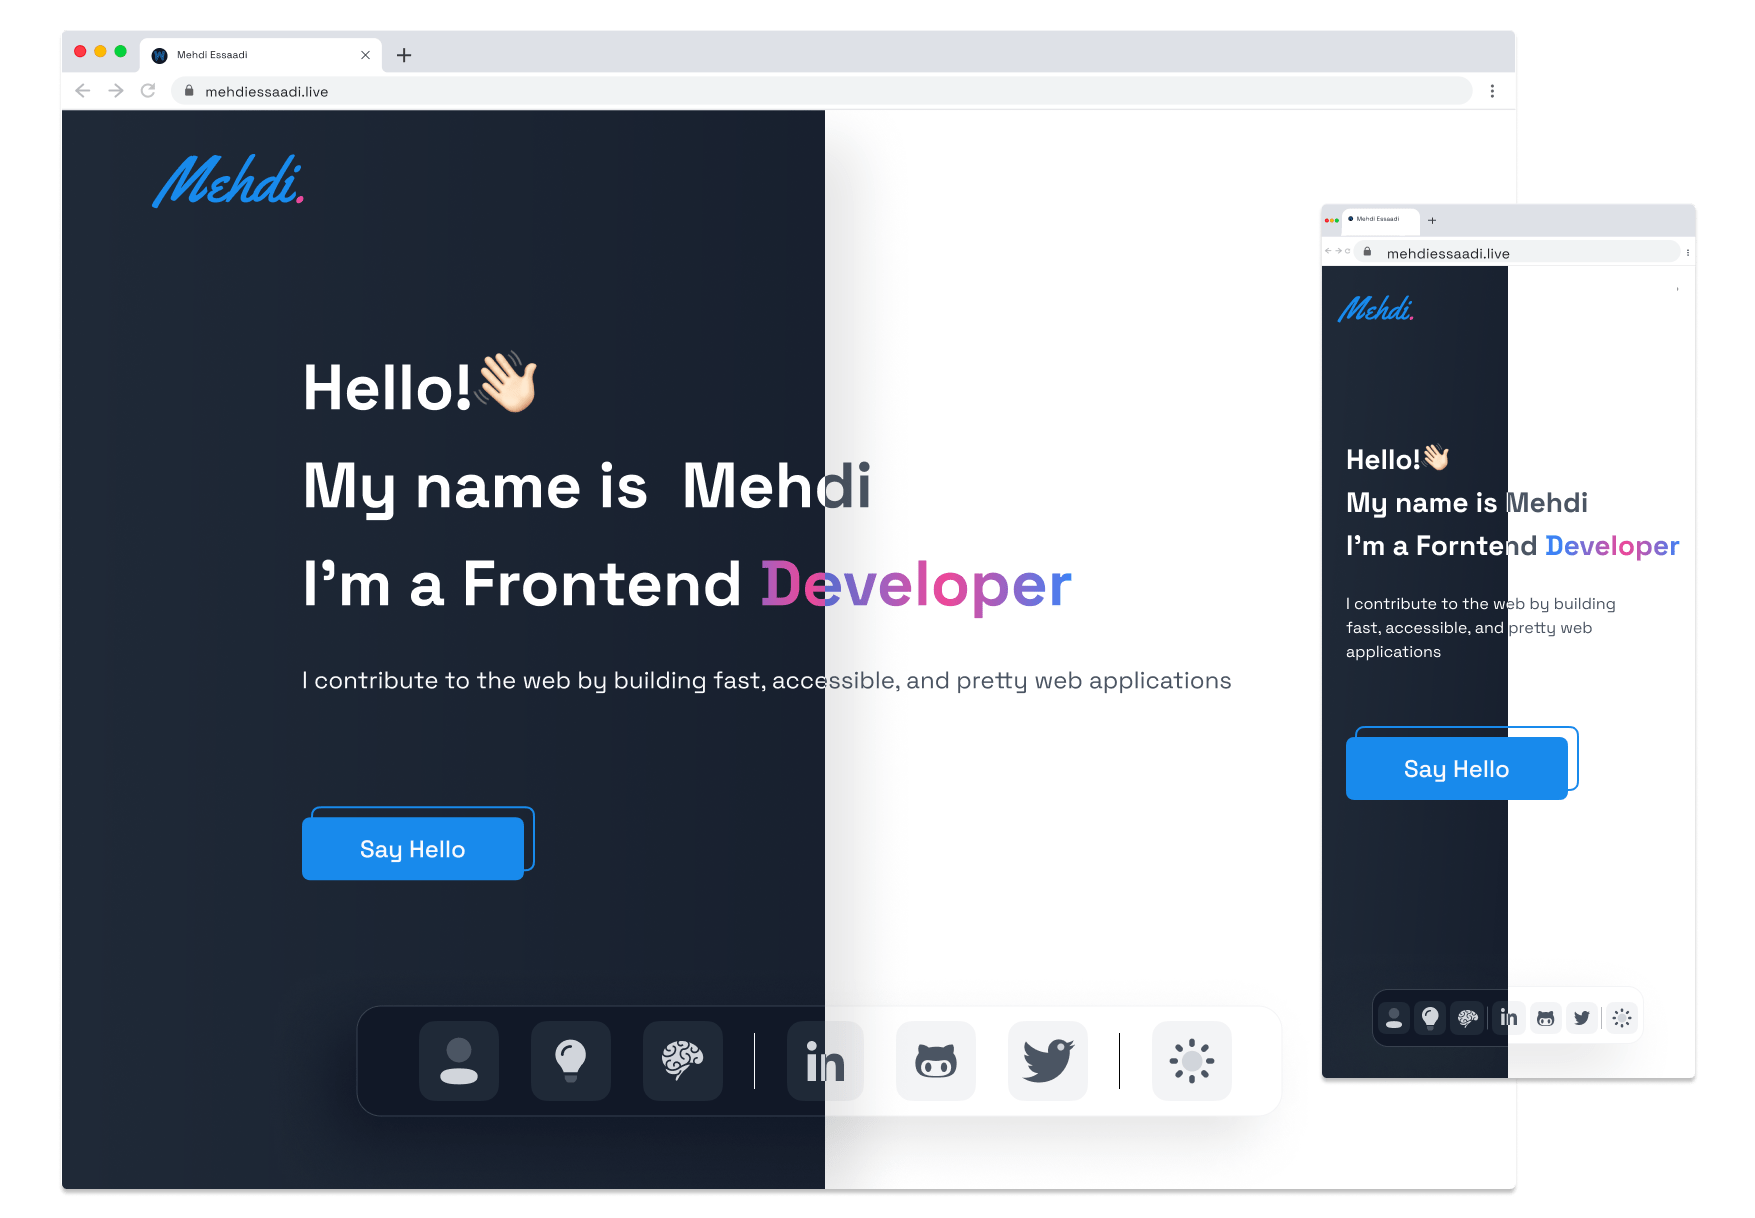 Mehdi Essaadi
mehdiessaadi.live
Mehdi.
Hello!👋🏻
My name is Mehdi
I'm a Frontend Developer
I contribute to the web by building fast, accessible, and pretty web applications
Say Hello
in
Mehdi Essaadi
mehdiessaadi.live
Mehdi.
Hello!👋🏻
My name is Mehdi
I'm a Forntend Developer
I contribute to the web by building
fast, accessible, and pretty web
applications
Say Hello
in